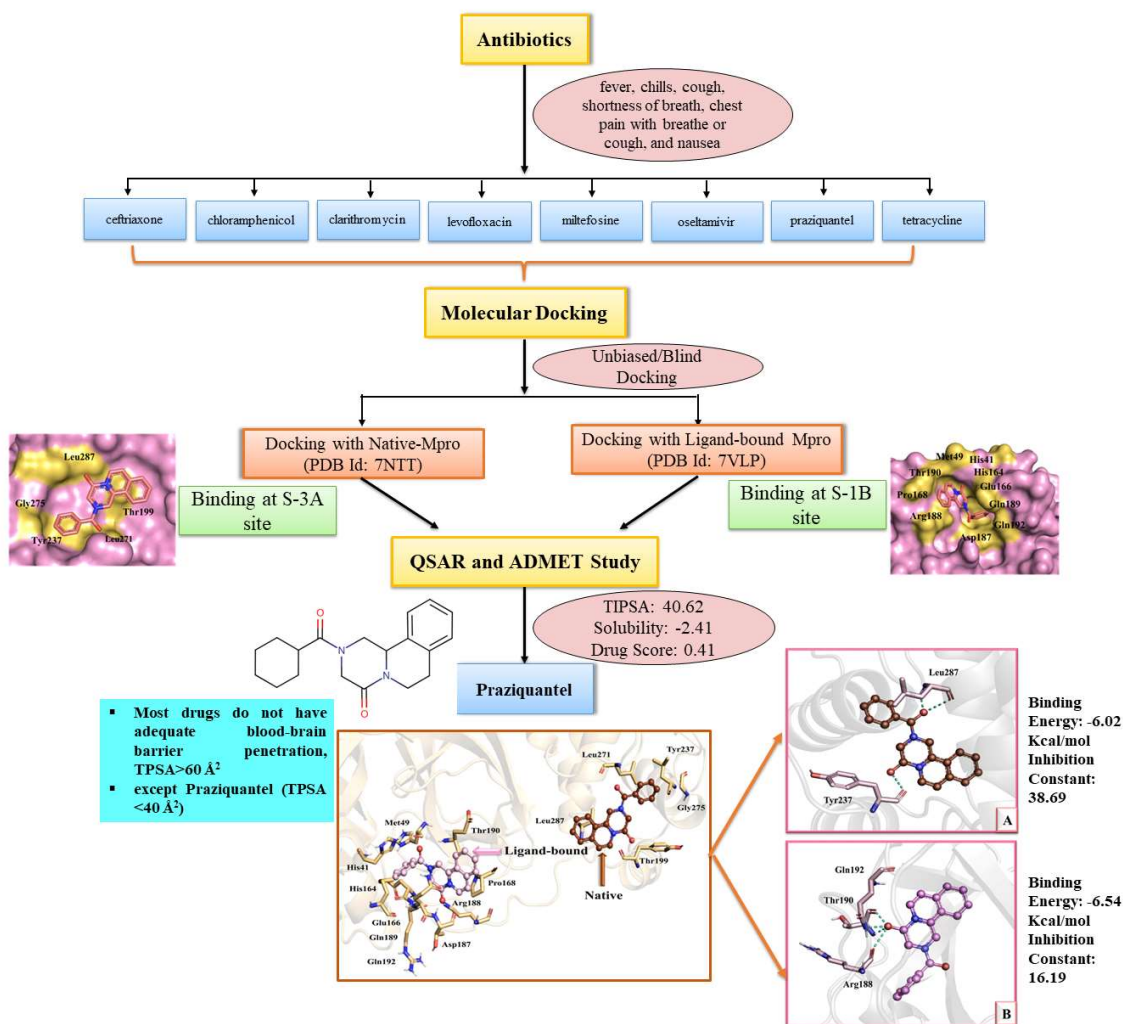 Antibiotics
fever, chills, cough,
shortness of breath, chest
pain with breathe or
cough, and nausea
ceftriaxone
chloramphenicol
clarithromycin
levofloxacin
miltefosine
oseltamivir
praziquantel
tetracycline
Molecular Docking
Unbiased/Blind
Docking
Docking with Native-Mpro
(PDB Id: 7NTT)
Docking with Ligand-bound Mpro
(PDB Id: 7VLP)
Leu287
Gly275
Thr199
Tyr237
Leu271
Binding at S-3A
site
Binding at S-1B
site
Met49
His41
Thr190
His164
Glu166
Pro168
Gln189
Arg188
Gln192
Asp187
QSAR and ADMET Study
TIPSA: 40.62
Solubility: -2.41
Drug Score: 0.41
O
N
N
O
Praziquantel
▪ Most drugs do not have
adequate blood-brain
barrier penetration,
TPSA>60 Å²
▪ except Praziquantel (TPSA
<40 Å²)
Leu271
Tyr237
Gly275
Leu287
Thr190
Met49
Ligand-bound
Thr199
His41
Pro168
Native
His164
Arg188
Glu166
Gln189
Asp187
Gln192
Leu287
Tyr237
A
Binding
Energy: -6.02
Kcal/mol
Inhibition
Constant:
38.69
Gln192
Thr190
Arg188
B
Binding
Energy: -6.54
Kcal/mol
Inhibition
Constant:
16.19